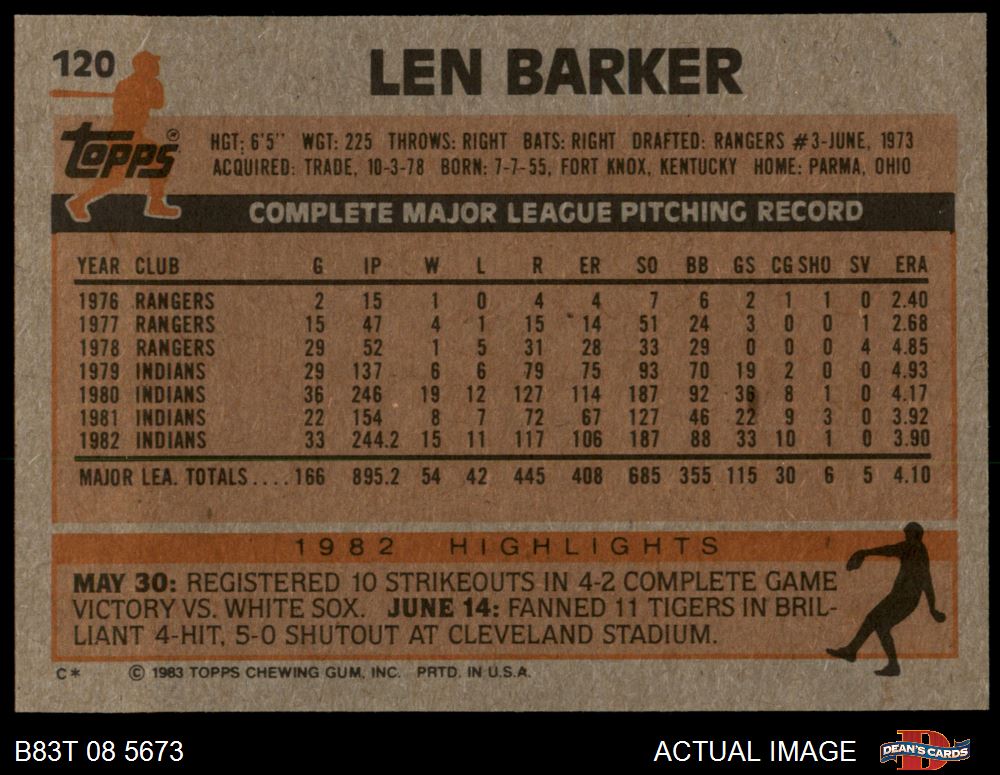 120
LEN BARKER
Topps®
HGT: 6'5" WGT: 225 THROWS: RIGHT BATS: RIGHT DRAFTED: RANGERS #3-JUNE, 1973
ACQUIRED: TRADE, 10-3-78 BORN: 7-7-55, FORT KNOX, KENTUCKY HOME: PARMA, OHIO
COMPLETE MAJOR LEAGUE PITCHING RECORD
YEAR CLUB G IP W L R ER SO BB GS CG SHO SV ERA
1976 RANGERS 2 15 1 0 4 4 7 6 2 1 1 0 2.40
1977 RANGERS 15 47 4 1 15 14 51 24 3 0 0 1 2.68
1978 RANGERS 29 52 1 5 31 28 33 29 0 0 0 4 4.85
1979 INDIANS 29 137 6 6 79 75 93 70 19 2 0 0 4.93
1980 INDIANS 36 246 19 12 127 114 187 92 36 8 1 0 4.17
1981 INDIANS 22 154 8 7 72 67 127 46 22 9 3 0 3.92
1982 INDIANS 33 244.2 15 11 117 106 187 88 33 10 1 0 3.90
MAJOR LEA. TOTALS....166 895.2 54 42 445 408 685 355 115 30 6 5 4.10
1982 HIGHLIGHTS
MAY 30: REGISTERED 10 STRIKEOUTS IN 4-2 COMPLETE GAME
VICTORY VS. WHITE SOX. JUNE 14: FANNED 11 TIGERS IN BRIL-
LIANT 4-HIT, 5-0 SHUTOUT AT CLEVELAND STADIUM.
C* © 1983 TOPPS CHEWING GUM, INC. PRTD. IN U.S.A.
B83T 08 5673
ACTUAL IMAGE
D
DEAN'S CARDS